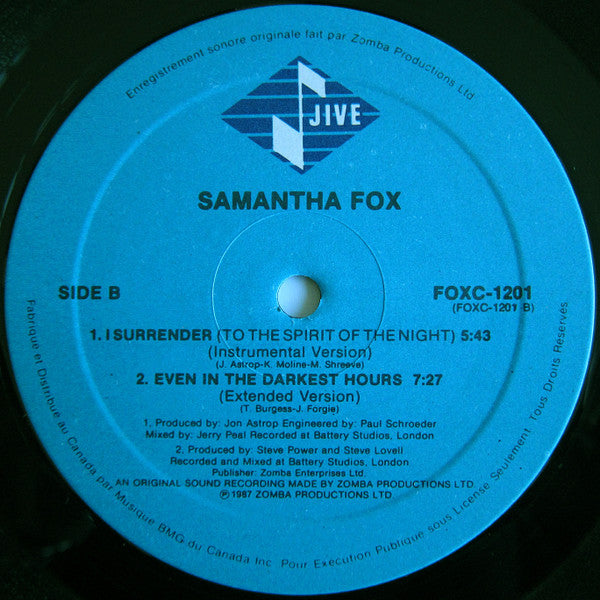 Enregistrement sonore originale fait par Zomba Productions Ltd.
JIVE
SAMANTHA FOX
SIDE B
FOXC-1201
(FOXC-1201 B)
1. I SURRENDER (TO THE SPIRIT OF THE NIGHT) 5:43
(Instrumental Version)
(J. Astrop-K. Moline-M. Shreeve)
2. EVEN IN THE DARKEST HOURS 7:27
(Extended Version)
(T. Burgess-J. Forgie)
1. Produced by: Jon Astrop Engineered by: Paul Schroeder
Mixed by: Jerry Peal Recorded at Battery Studios, London
2. Produced by: Steve Power and Steve Lovell
Recorded and Mixed at Battery Studios, London
Publisher: Zomba Enterprises Ltd.
AN ORIGINAL SOUND RECORDING MADE BY ZOMBA PRODUCTIONS LTD.
℗ 1987 ZOMBA PRODUCTIONS LTD.
Fabriqué et Distribué au Canada par Musique BMG du Canada Inc. Pour Exécution Publique sous License Seulement. Tous Droits Reservés